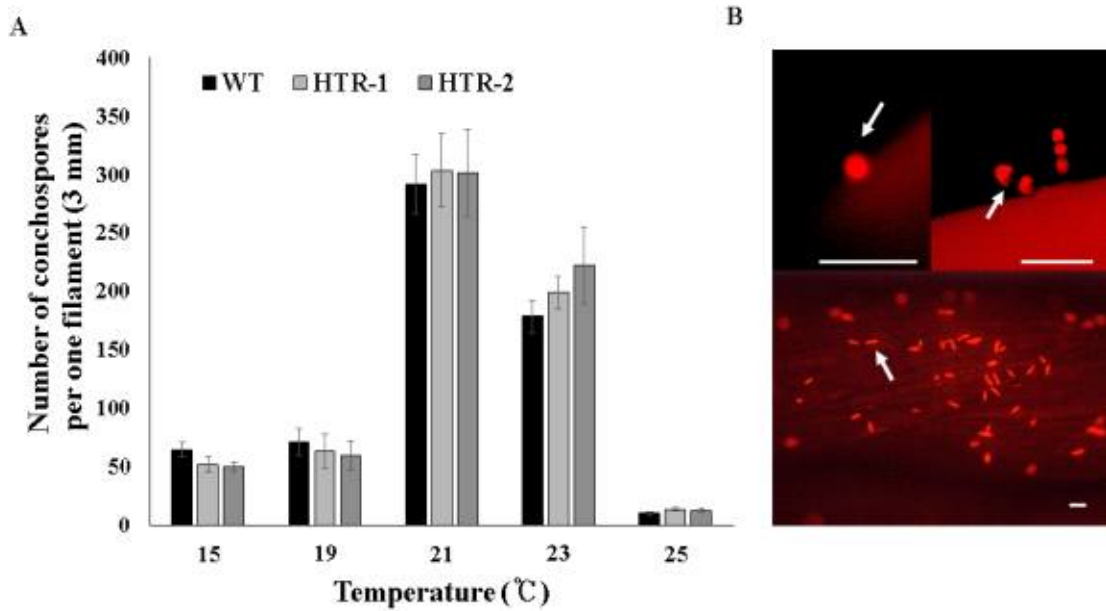 A
B
400
350
300
250
200
150
100
50
0
WT HTR-1 HTR-2
Number of conchospores
per one filament (3 mm)
15 19 21 23 25
Temperature (℃)